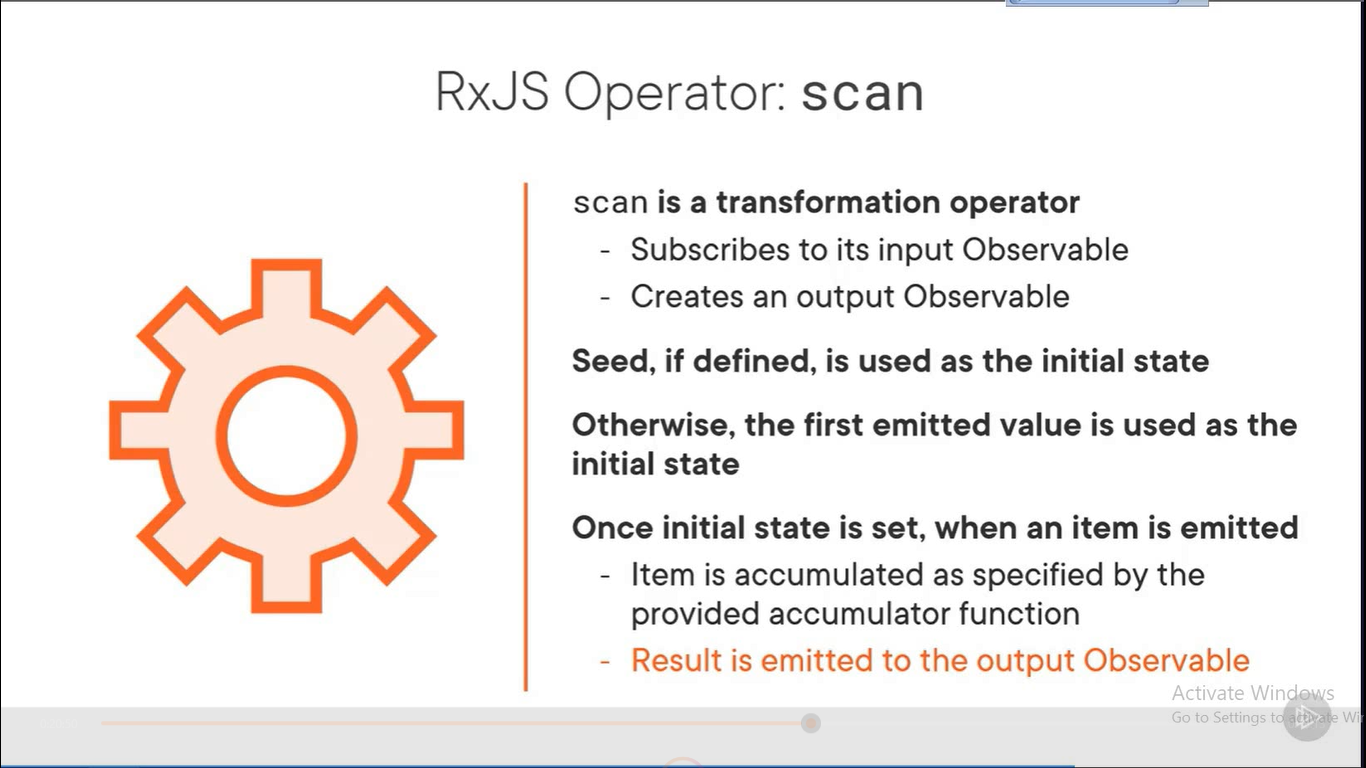 RxJS Operator: scan
scan is a transformation operator
- Subscribes to its input Observable
- Creates an output Observable
Seed, if defined, is used as the initial state
Otherwise, the first emitted value is used as the
initial state
Once initial state is set, when an item is emitted
- Item is accumulated as specified by the
provided accumulator function
- Result is emitted to the output Observable
Activate Windows
Go to Settings to activate Wi